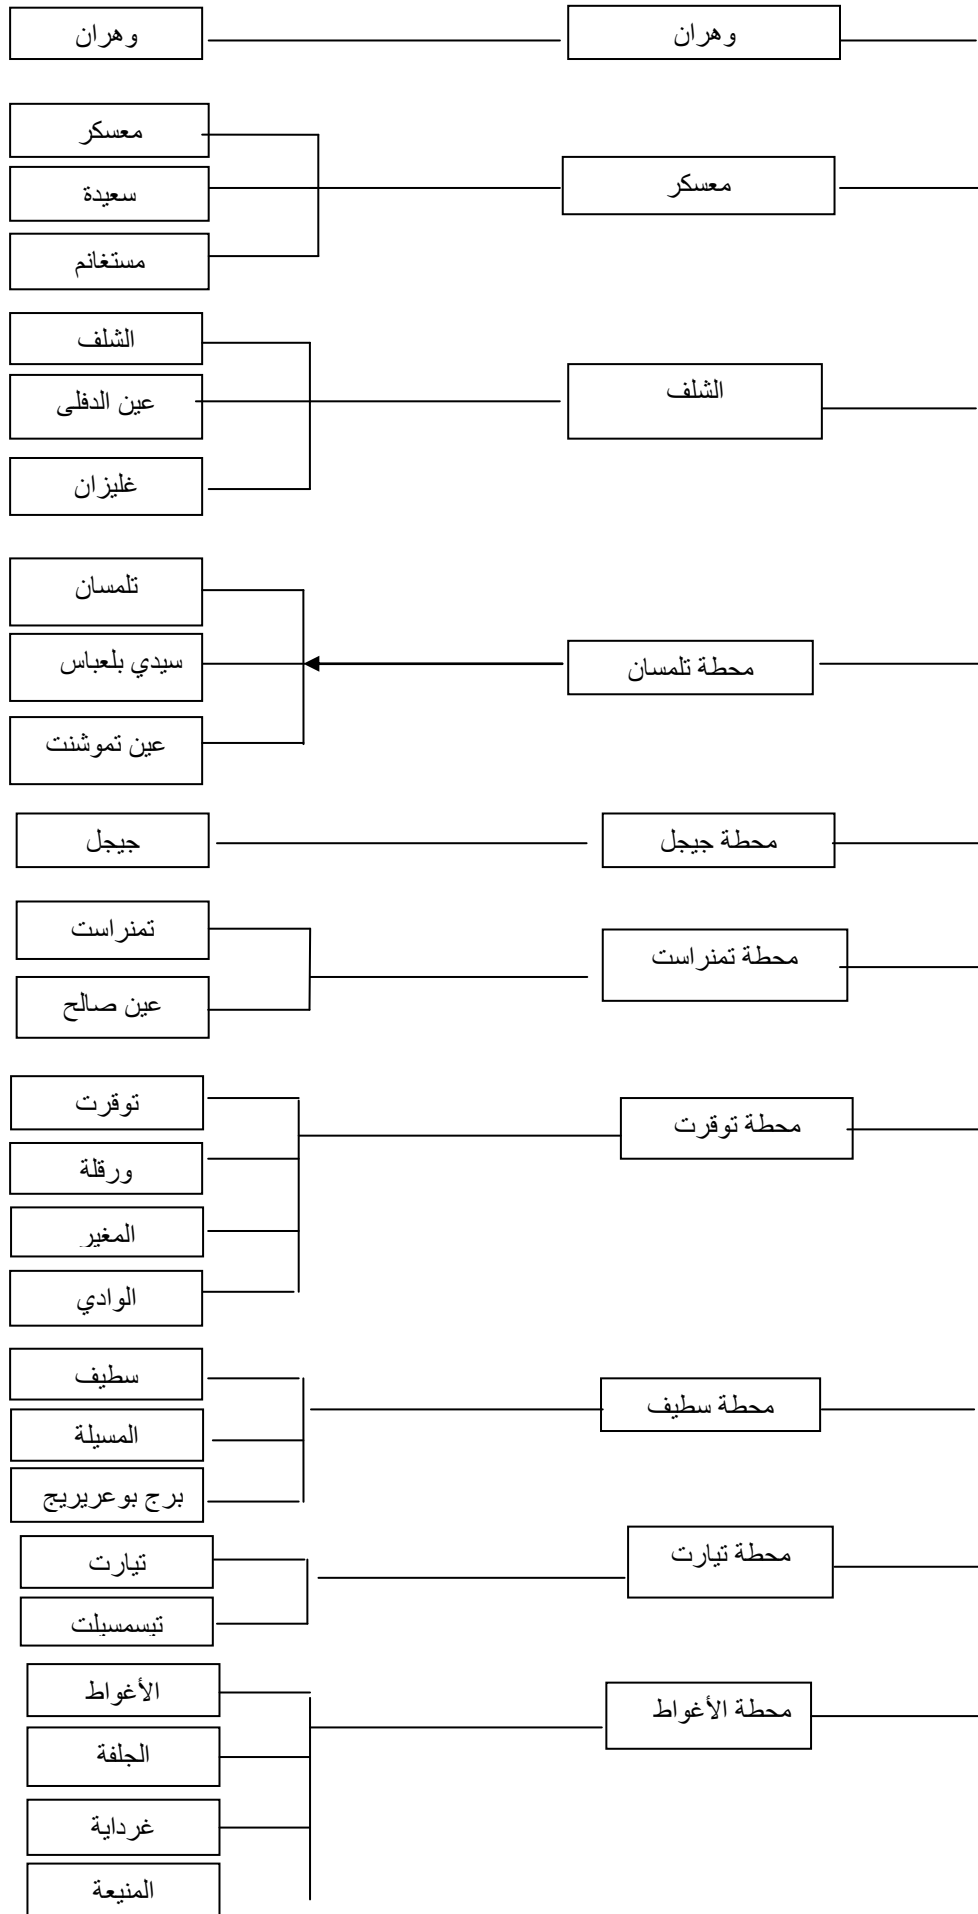 وهران
وهران
معسكر
معسكر
سعيدة
مستغانم
الشلف
الشلف
عين الدفلى
غليزان
محطة تلمسان
تلمسان
سيدي بلعباس
عين تموشنت
محطة جيجل
جيجل
محطة تمنراست
تمنراست
عين صالح
محطة توقرت
توقرت
ورقلة
المغير
الوادي
محطة سطيف
سطيف
المسيلة
برج بوعريريج
محطة تيارت
تيارت
تيسمسيلت
محطة الأغواط
الأغواط
الجلفة
غرداية
المنيعة